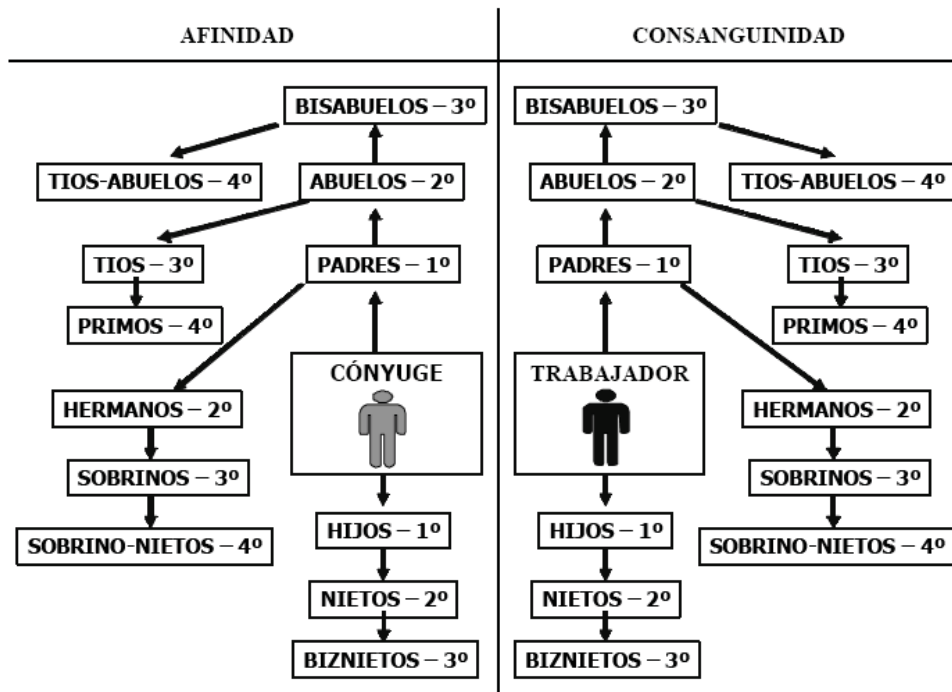 AFINIDAD
CONSANGUINIDAD
BISABUELOS – 3º
BISABUELOS – 3º
TIOS-ABUELOS – 4º
ABUELOS – 2º
ABUELOS – 2º
TIOS-ABUELOS – 4º
TIOS – 3º
PADRES – 1º
PADRES – 1º
TIOS – 3º
PRIMOS – 4º
PRIMOS – 4º
CÓNYUGE
TRABAJADOR
HERMANOS – 2º
HERMANOS – 2º
SOBRINOS – 3º
SOBRINOS – 3º
HIJOS – 1º
HIJOS – 1º
SOBRINO-NIETOS – 4º
SOBRINO-NIETOS – 4º
NIETOS – 2º
NIETOS – 2º
BIZNIETOS – 3º
BIZNIETOS – 3º